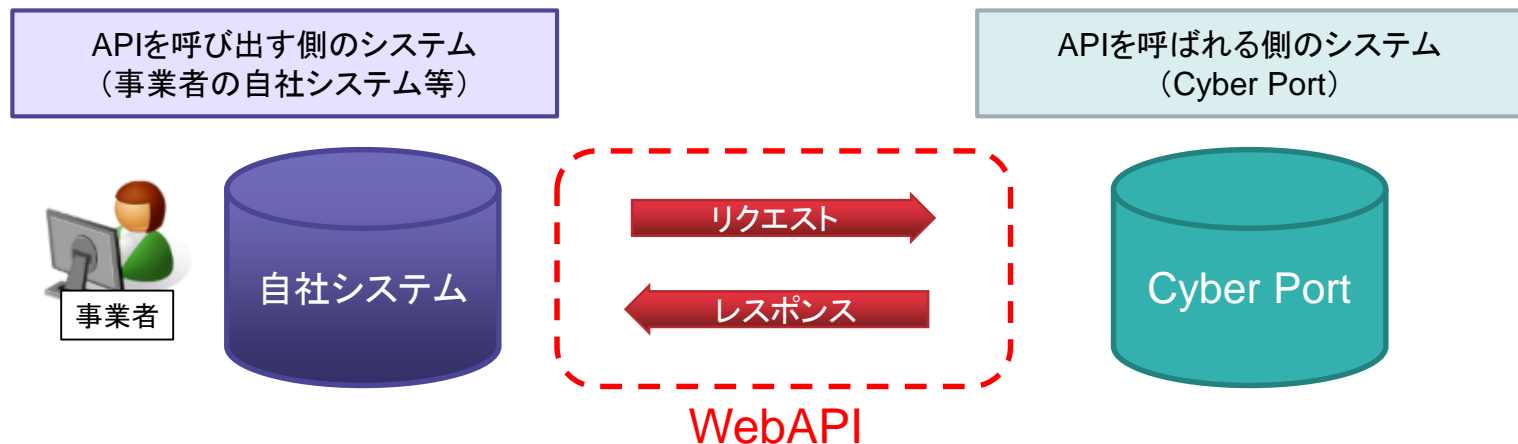 APIを呼び出す側のシステム
（事業者の自社システム等）
APIを呼ばれる側のシステム
（Cyber Port）
事業者
自社システム
リクエスト
レスポンス
Cyber Port
WebAPI